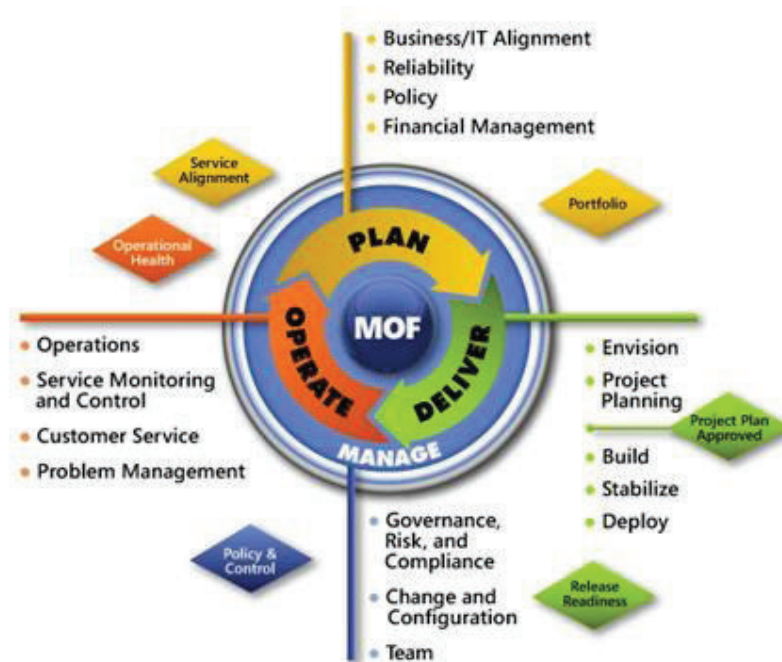 Business/IT Alignment
Reliability
Policy
Financial Management
Service
Alignment
Portfolio
Operational
Health
PLAN
MOF
OPERATE
DELIVER
MANAGE
Operations
Service Monitoring
and Control
Customer Service
Problem Management
Envision
Project
Planning
Project Plan
Approved
Build
Stabilize
Deploy
Policy &
Control
Governance,
Risk, and
Compliance
Change and
Configuration
Team
Release
Readiness